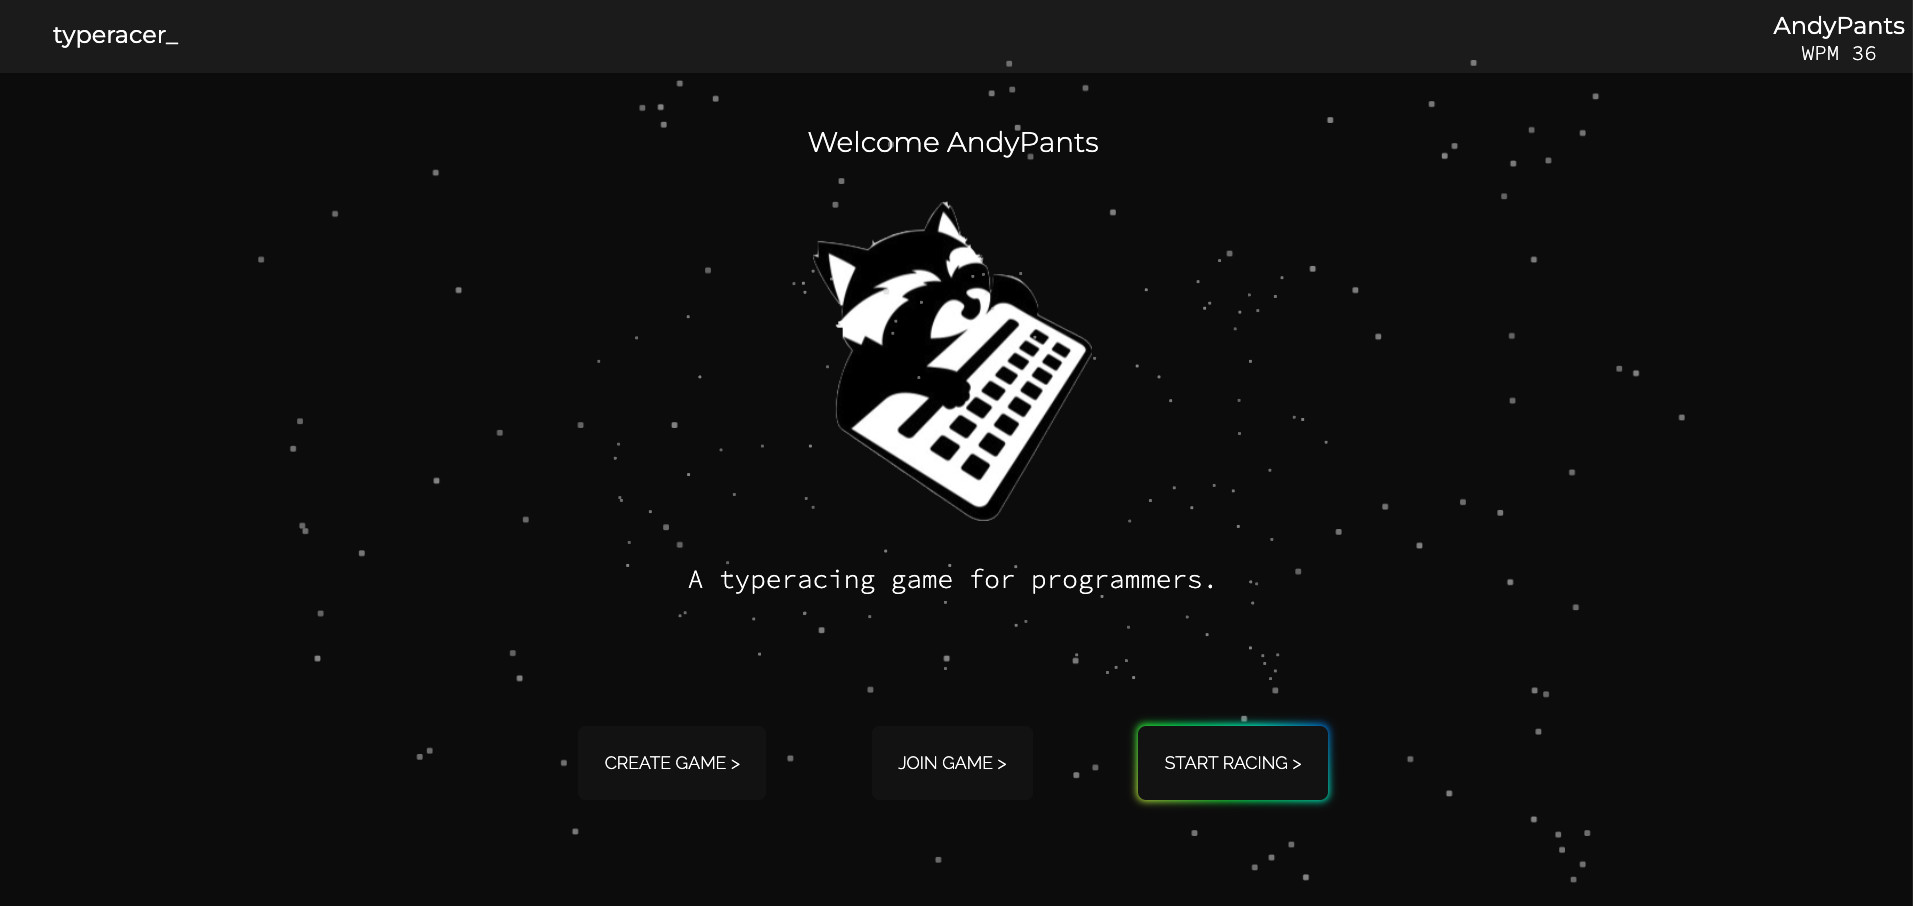 typeracer_
AndyPants
WPM 36
Welcome AndyPants
A typeracing game for programmers.
CREATE GAME >
JOIN GAME >
START RACING >